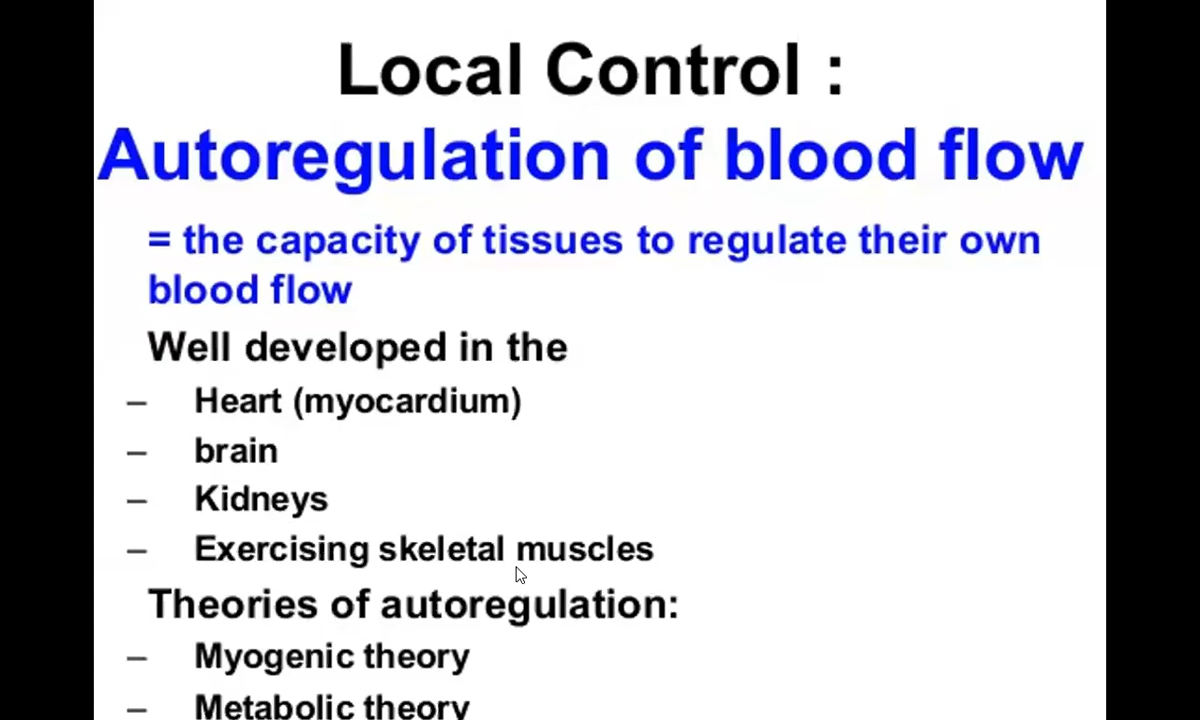 Local Control :
Autoregulation of blood flow
= the capacity of tissues to regulate their own
blood flow
Well developed in the
– Heart (myocardium)
– brain
– Kidneys
– Exercising skeletal muscles
Theories of autoregulation:
– Myogenic theory
– Metabolic theory